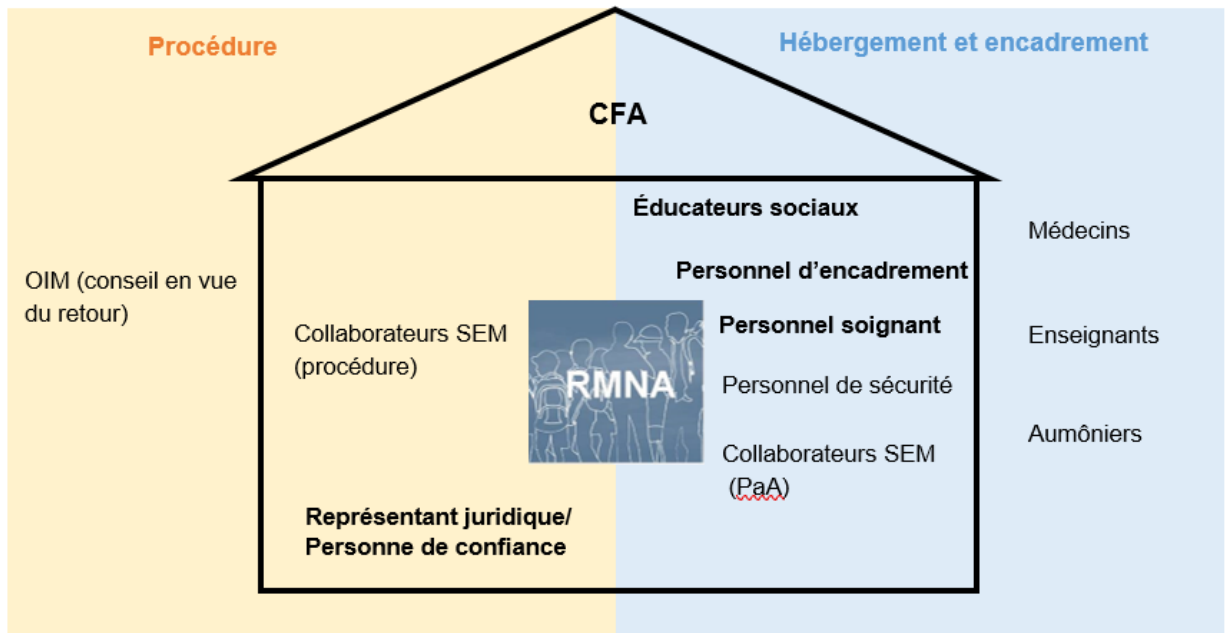 Procédure
Hébergement et encadrement
CFA
OIM (conseil en vue
du retour)
Collaborateurs SEM
(procédure)
Représentant juridique/
Personne de confiance
RMNA
Éducateurs sociaux
Personnel d’encadrement
Personnel soignant
Personnel de sécurité
Collaborateurs SEM
(PaA)
Médecins
Enseignants
Aumôniers